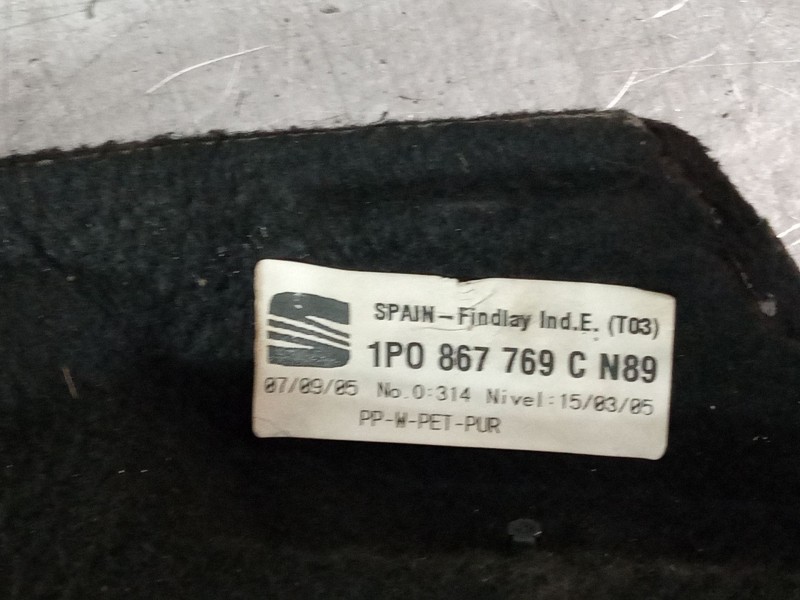 SPAIN-Findlay Ind.E. (T03)
1P0 867 769 C N89
07/09/05 No.O:314 Nivel:15/03/05
PP-W-PET-PUR